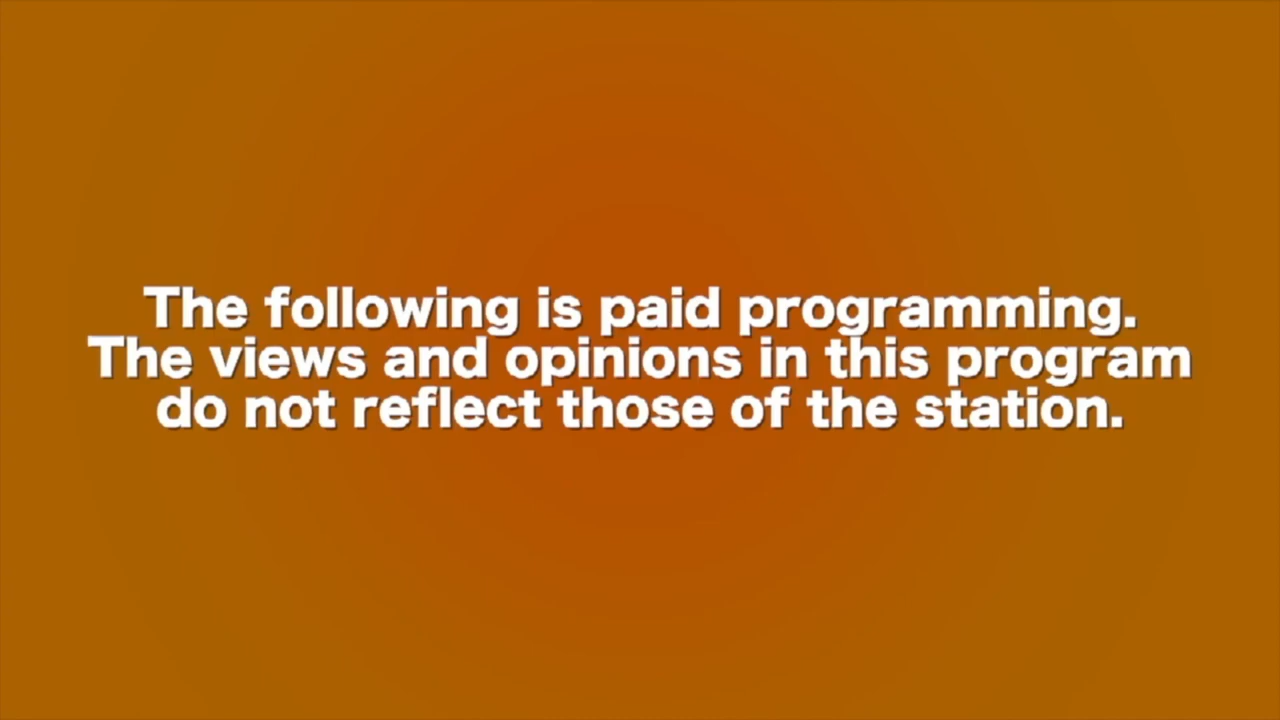 The following is paid programming.
The views and opinions in this program
do not reflect those of the station.